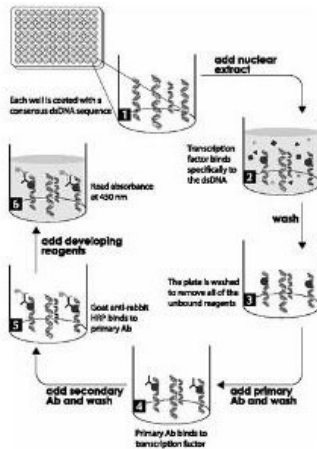 add nuclear
extract
Each well is coated with a
consensus dsDNA sequence
1
Transcription
factor binds
specifically to
the dsDNA
2
wash
The plate is washed
to remove all of the
unbound reagents
3
add primary
Ab and wash
4
Primary Ab binds to
transcription factor
add secondary
Ab and wash
5
Goat anti-rabbit
HRP binds to
primary Ab
add developing
reagents
6
Read absorbance
at 450 nm